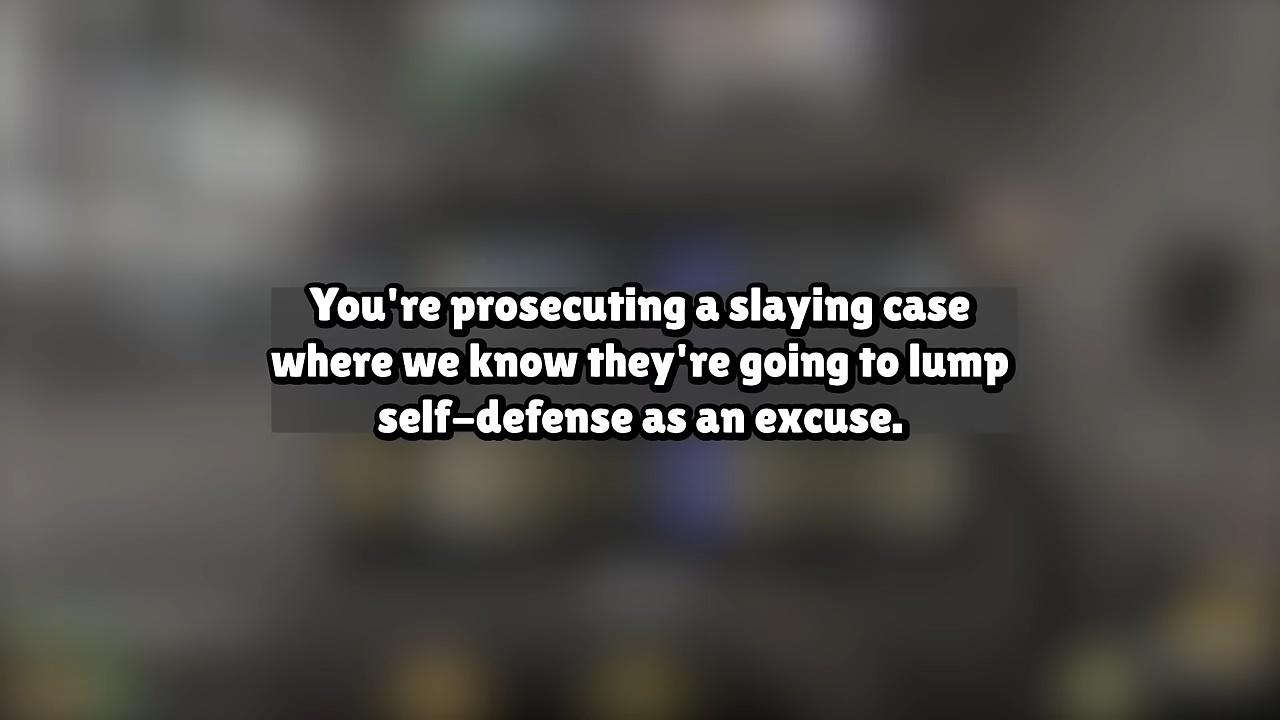 You're prosecuting a slaying case
where we know they're going to lump
self-defense as an excuse.